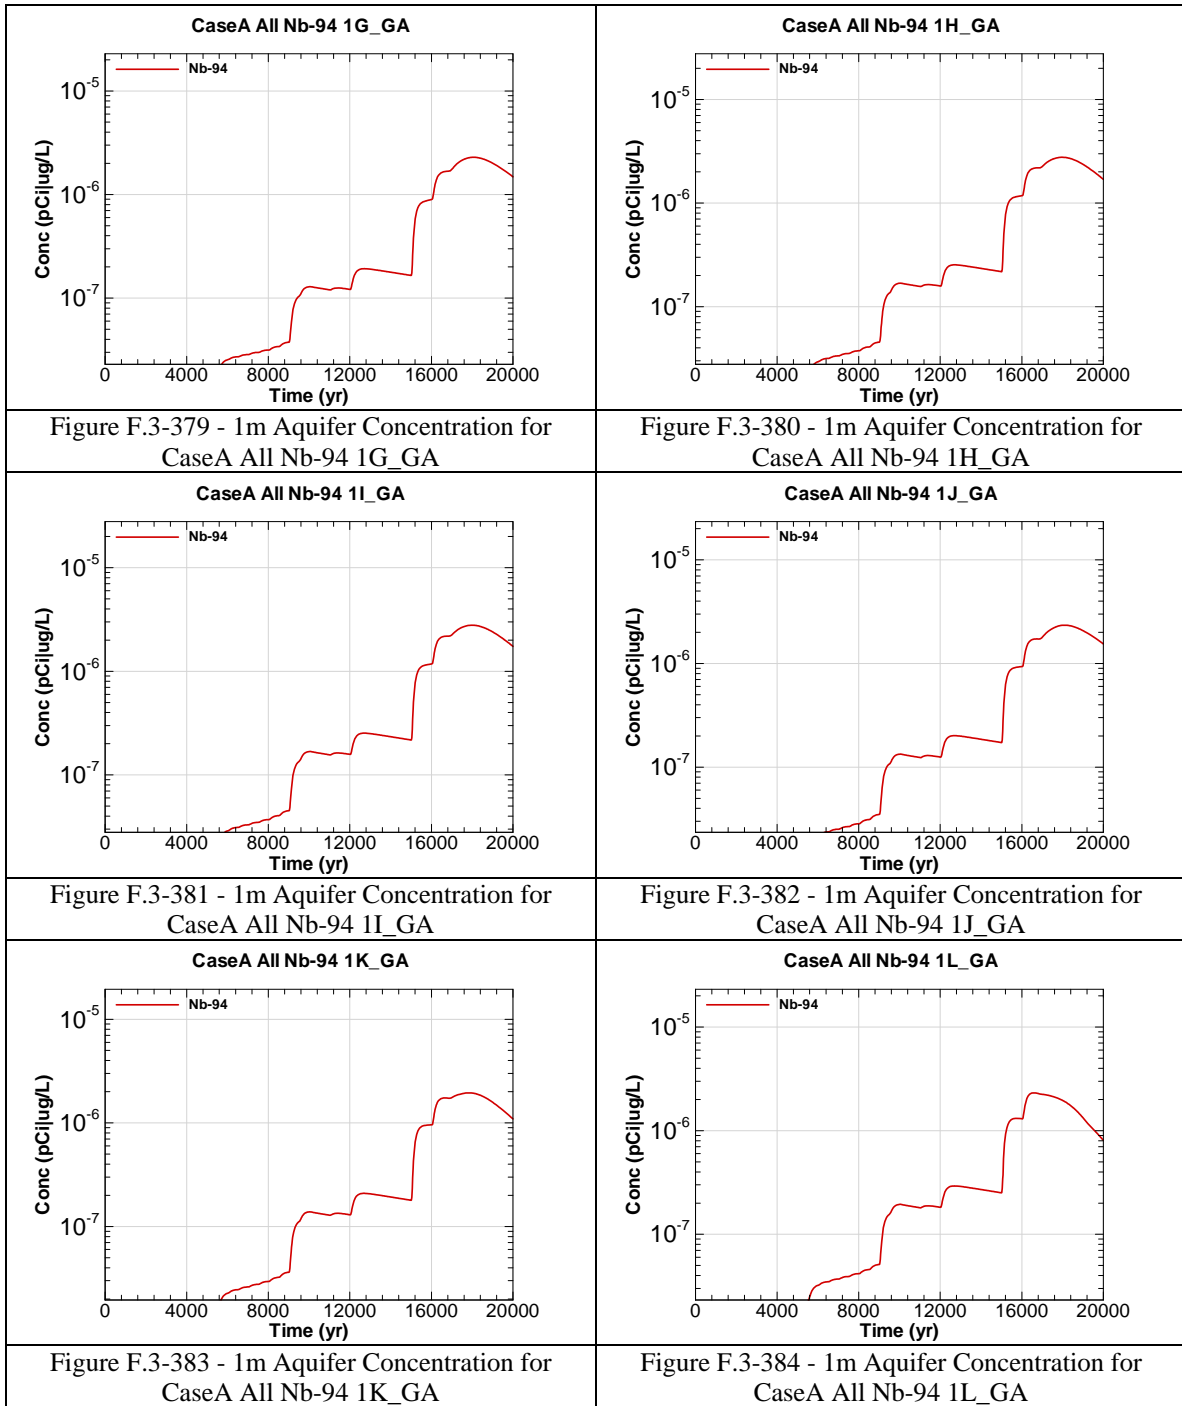 CaseA All Nb-94 1G_GA
Nb-94
10-5
10-6
10-7
Conc (pCi|ug/L)
0 4000 8000 12000 16000 20000
Time (yr)
Figure F.3-379 - 1m Aquifer Concentration for
CaseA All Nb-94 1G_GA
CaseA All Nb-94 1H_GA
Nb-94
10-5
10-6
10-7
Conc (pCi|ug/L)
0 4000 8000 12000 16000 20000
Time (yr)
Figure F.3-380 - 1m Aquifer Concentration for
CaseA All Nb-94 1H_GA
CaseA All Nb-94 1I_GA
Nb-94
10-5
10-6
10-7
Conc (pCi|ug/L)
0 4000 8000 12000 16000 20000
Time (yr)
Figure F.3-381 - 1m Aquifer Concentration for
CaseA All Nb-94 1I_GA
CaseA All Nb-94 1J_GA
Nb-94
10-5
10-6
10-7
Conc (pCi|ug/L)
0 4000 8000 12000 16000 20000
Time (yr)
Figure F.3-382 - 1m Aquifer Concentration for
CaseA All Nb-94 1J_GA
CaseA All Nb-94 1K_GA
Nb-94
10-5
10-6
10-7
Conc (pCi|ug/L)
0 4000 8000 12000 16000 20000
Time (yr)
Figure F.3-383 - 1m Aquifer Concentration for
CaseA All Nb-94 1K_GA
CaseA All Nb-94 1L_GA
Nb-94
10-5
10-6
10-7
Conc (pCi|ug/L)
0 4000 8000 12000 16000 20000
Time (yr)
Figure F.3-384 - 1m Aquifer Concentration for
CaseA All Nb-94 1L_GA